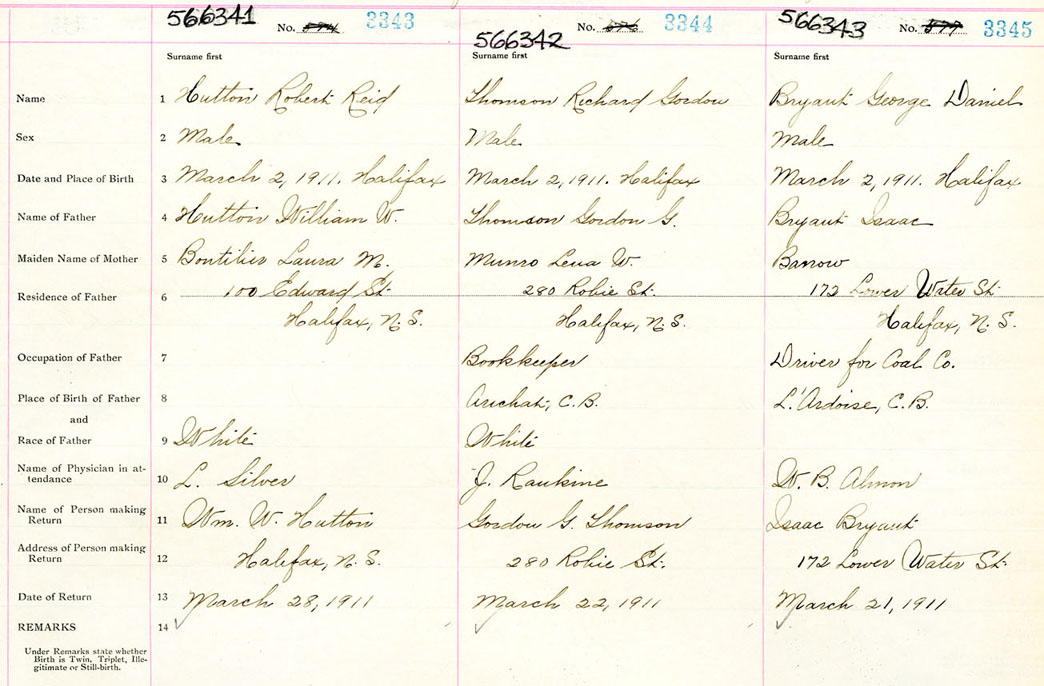 566341 No. 3343
566342 No. 3344
566343 No. 3345
Surname first Surname first Surname first
Name 1 Hutton Robert Reid Thomson Richard Gordon Bryant George Daniel
Sex 2 Male Male Male
Date and Place of Birth 3 March 2, 1911. Halifax March 2, 1911. Halifax March 2, 1911. Halifax
Name of Father 4 Hutton William W. Thomson Gordon G. Bryant Isaac
Maiden Name of Mother 5 Boutilier Laura M. Munro Lena W. Barrow
Residence of Father 6 100 Edward St. 280 Robie St. 172 Lower Water St.
Halifax, N.S. Halifax, N.S. Halifax, N.S.
Occupation of Father 7 Bookkeeper Driver for Coal Co.
Place of Birth of Father 8 Arichat, C.B. L'Ardoise, C.B.
and
Race of Father 9 White White
Name of Physician in at-
tendance 10 L. Silver J. Rankine W. B. Almon
Name of Person making
Return 11 Wm. W. Hutton Gordon G. Thomson Isaac Bryant
Address of Person making
Return 12 Halifax, N.S. 280 Robie St. 172 Lower Water St.
Date of Return 13 March 28, 1911 March 22, 1911 March 21, 1911
REMARKS 14
Under Remarks state whether
Birth is Twin, Triplet, Ille-
gitimate or Still-birth.